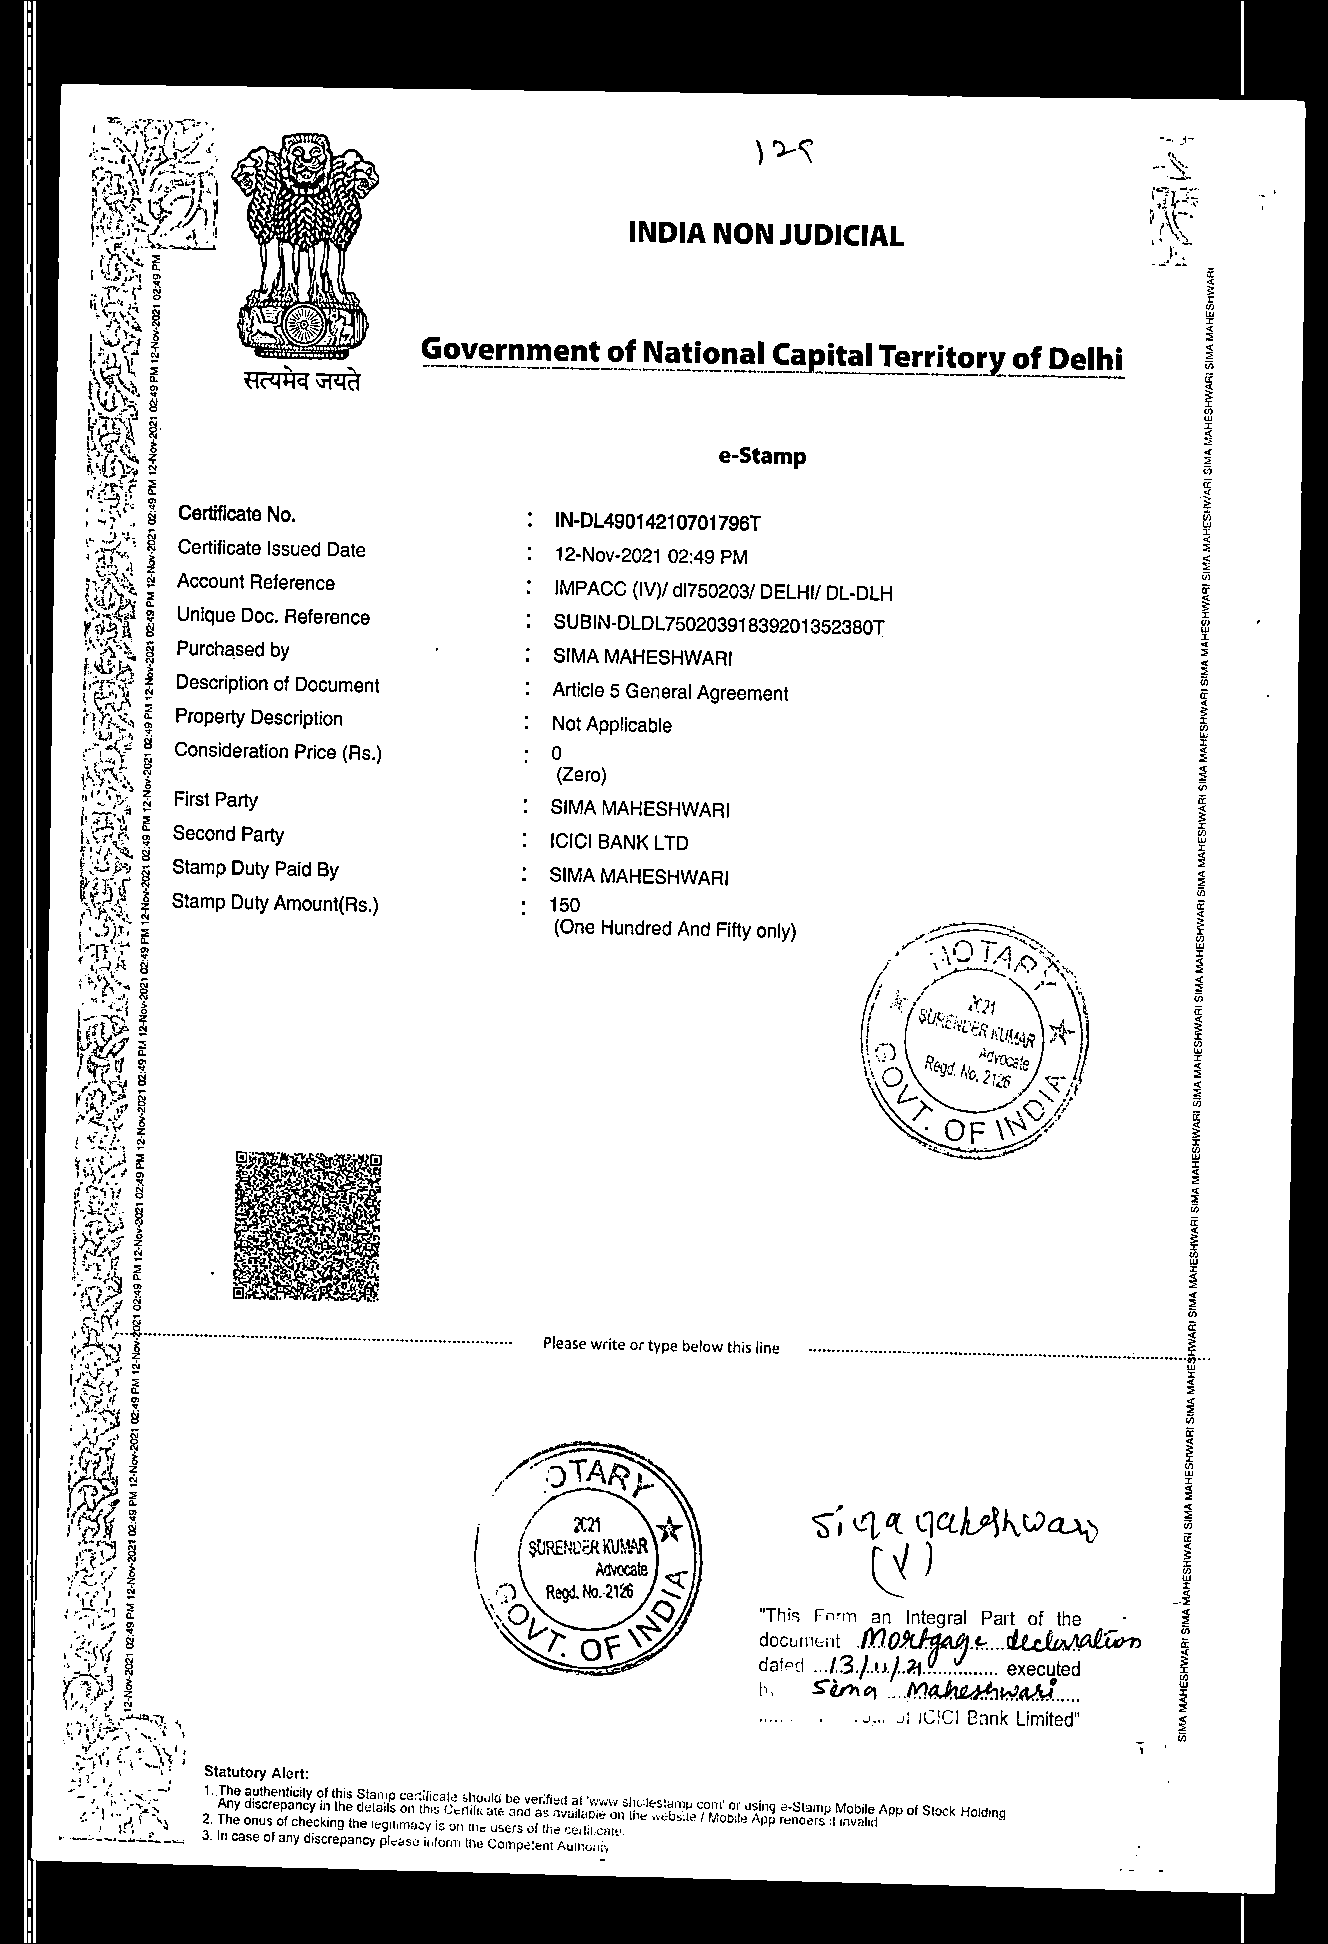 129
INDIA NON JUDICIAL
Government of National Capital Territory of Delhi
सत्यमेव जयते
e-Stamp
Certificate No. : IN-DL49014210701796T
Certificate Issued Date : 12-Nov-2021 02:49 PM
Account Reference : IMPACC (IV)/ dl750203/ DELHI/ DL-DLH
Unique Doc. Reference : SUBIN-DLDL75020391839201352380T
Purchased by : SIMA MAHESHWARI
Description of Document : Article 5 General Agreement
Property Description : Not Applicable
Consideration Price (Rs.) : 0
(Zero)
First Party : SIMA MAHESHWARI
Second Party : ICICI BANK LTD
Stamp Duty Paid By : SIMA MAHESHWARI
Stamp Duty Amount(Rs.) : 150
(One Hundred And Fifty only)
NOTARY
2021
SURENDER KUMAR
Advocate
Regd. No. 2126
GOVT. OF INDIA
Please write or type below this line
NOTARY
2021
SURENDER KUMAR
Advocate
Regd. No. 2126
GOVT. OF INDIA
Sima Maheshwari
"This Form an Integral Part of the
document Mortgage declaration
dated 13/11/21 executed
Sima Maheshwari
ICICI Bank Limited"
Statutory Alert:
1. The authenticity of this Stamp certificate should be verified at 'www.shcilestamp.com' or using e-Stamp Mobile App of Stock Holding
Any discrepancy in the details on this Certificate and as available on the website / Mobile App renders it invalid
2. The onus of checking the legitimacy is on the users of the certificate.
3. In case of any discrepancy please inform the Competent Authority
12-Nov-2021 02:49 PM 12-Nov-2021 02:49 PM 12-Nov-2021 02:49 PM
SIMA MAHESHWARI SIMA MAHESHWARI SIMA MAHESHWARI